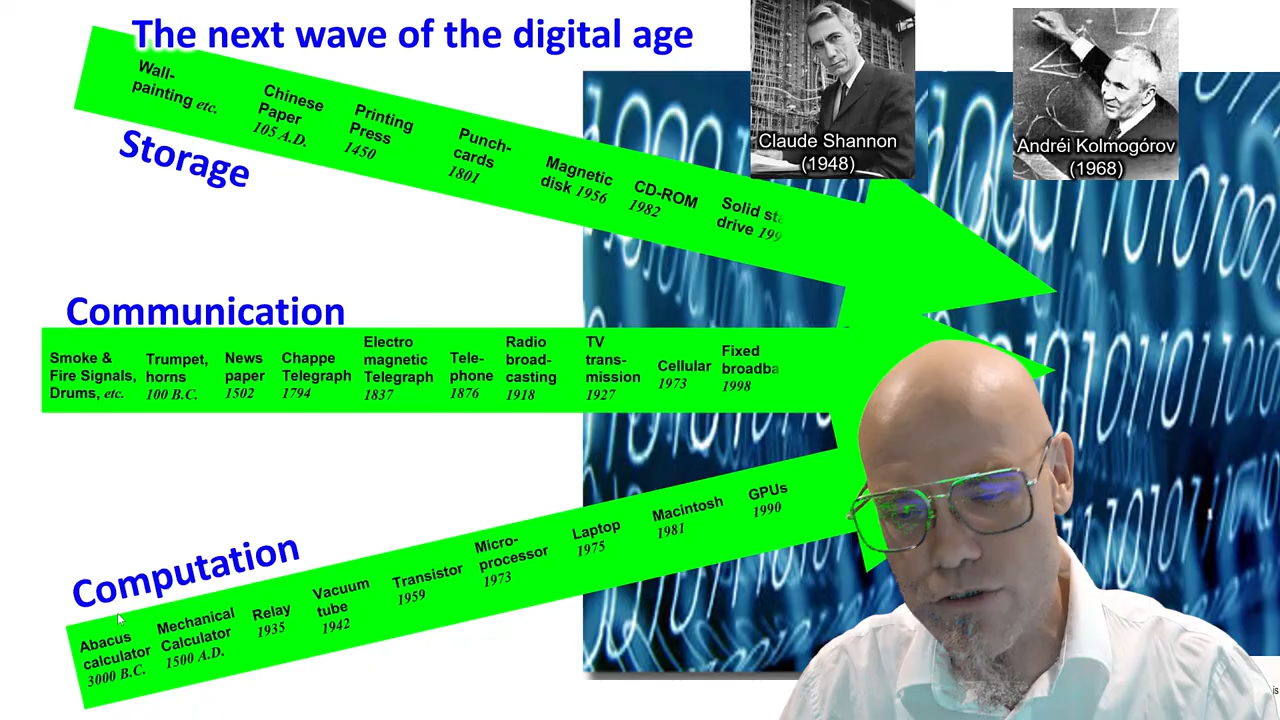 The next wave of the digital age
Wall-
painting etc.
Chinese
Paper
105 A.D.
Printing
Press
1450
Punch-
cards
1801
Magnetic
disk 1956
CD-ROM
1982
Solid
drive
Storage
Claude Shannon
(1948)
Andréi Kolmogórov
(1968)
Communication
Smoke &
Fire Signals,
Drums, etc.
Trumpet,
horns
100 B.C.
News
paper
1502
Chappe
Telegraph
1794
Electro
magnetic
Telegraph
1837
Tele-
phone
1876
Radio
broad-
casting
1918
TV
trans-
mission
1927
Cellular
1973
Fixed
1998
Computation
Abacus
calculator
3000 B.C.
Mechanical
Calculator
1500 A.D.
Relay
1935
Vacuum
tube
1942
Transistor
1959
Micro-
processor
1973
Laptop
1975
Macintosh
1981
GPUs
1990
is